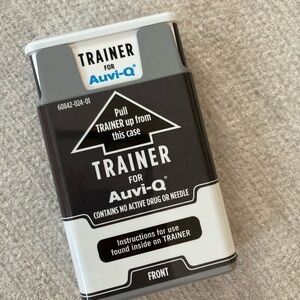 TRAINER
FOR
Auvi-Q®
60842-024-01
Pull
TRAINER up from
this case
TRAINER
FOR
Auvi-Q®
CONTAINS NO ACTIVE DRUG OR NEEDLE
Instructions for use
found inside on TRAINER
FRONT